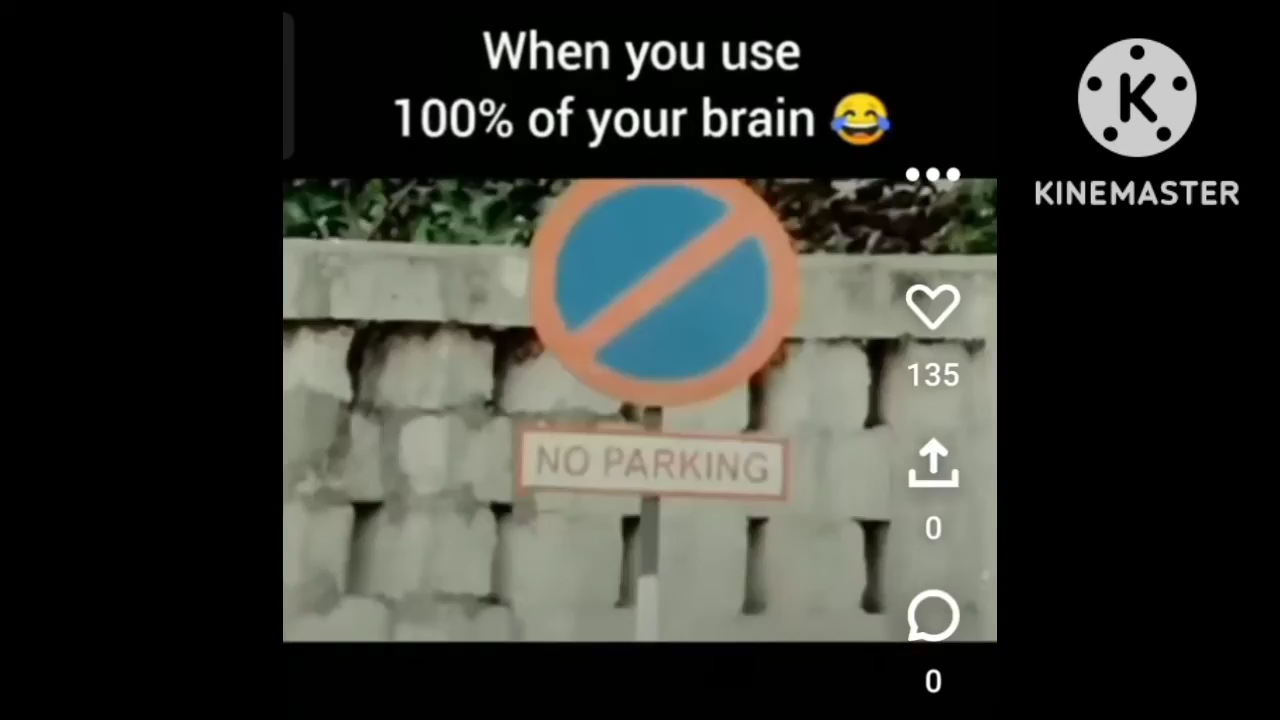 When you use
100% of your brain 😂
K
KINEMASTER
135
NO PARKING
0
0